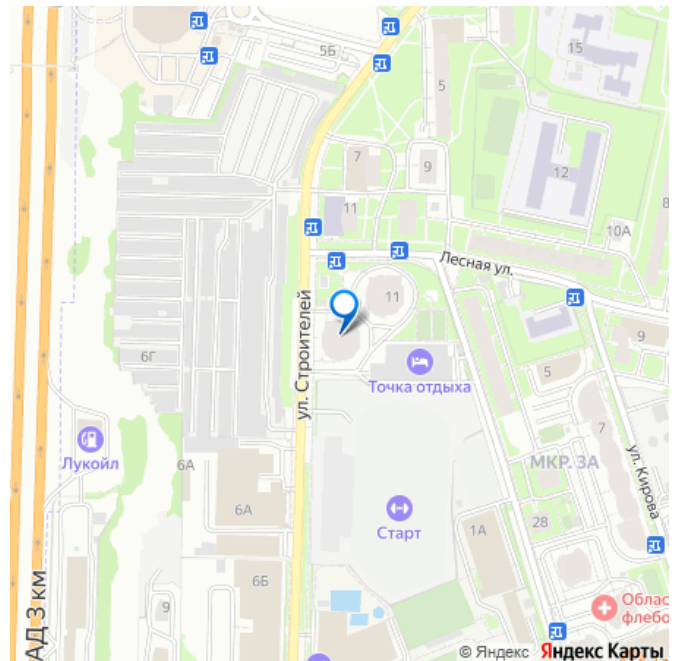 5Б
15
5
7
9
12
11
10А
8
Лесная ул.
ул. Строителей
11
9
6Г
Точка отдыха
5
Лукойл
7
6А
МКР. 3А
ул. Кирова
6А
Старт
1А
28
6Б
9
АД 3 км
Облас
флебо
© Яндекс Яндекс Карты